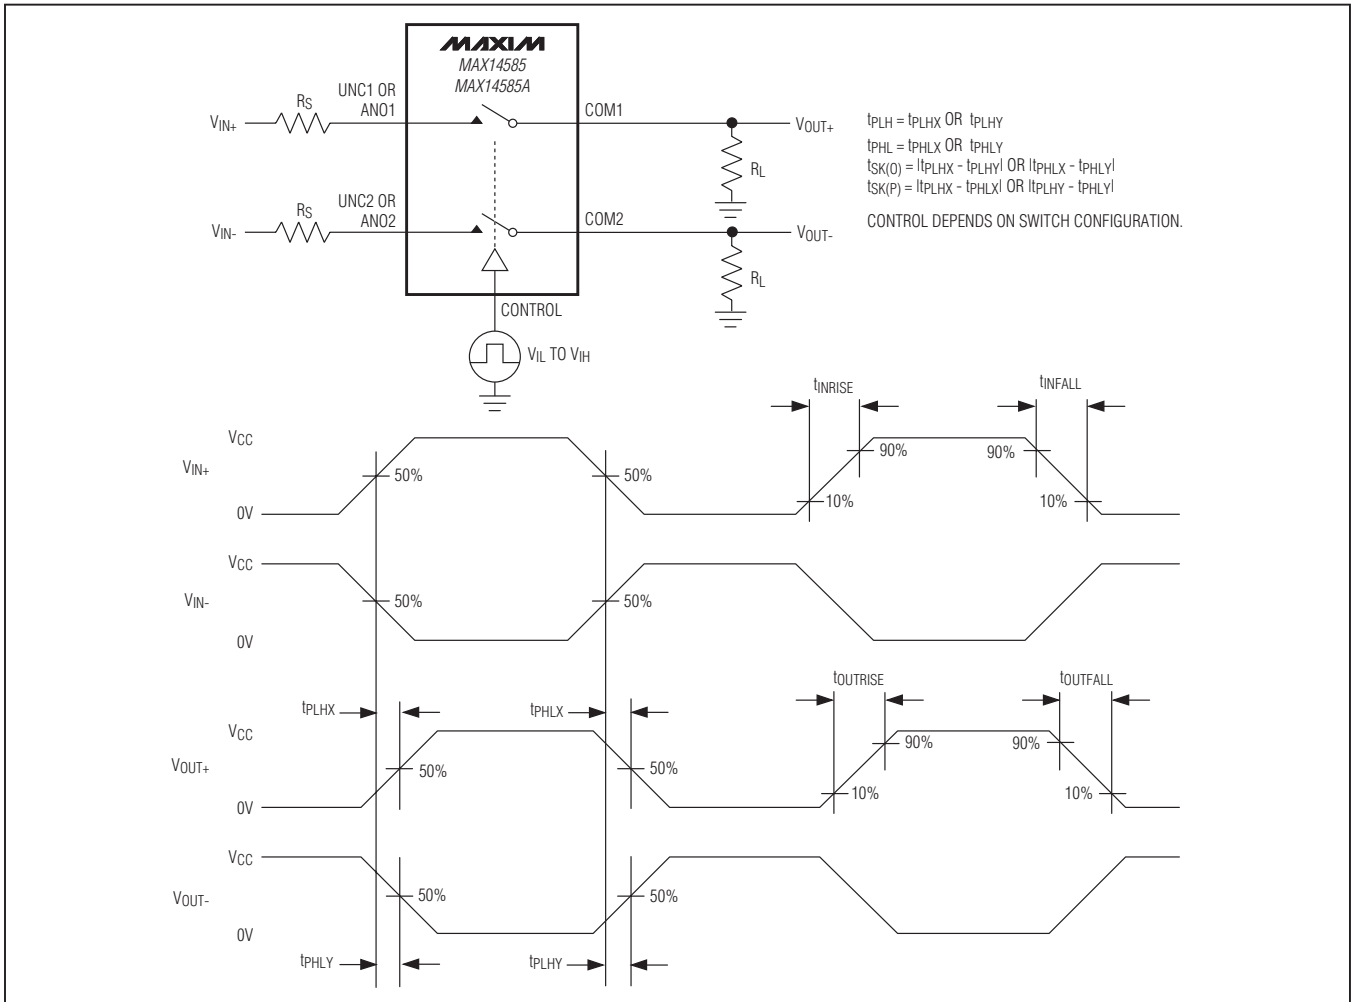 MAXIM
MAX14585
MAX14585A
UNC1 OR
ANO1
RS
VIN+
COM1
VOUT+
RL
UNC2 OR
ANO2
RS
VIN-
COM2
VOUT-
RL
CONTROL
VIL TO VIH
tPLH = tPLHX OR tPLHY
tPHL = tPHLX OR tPHLY
tSK(O) = |tPLHX - tPLHY| OR |tPHLX - tPHLY|
tSK(P) = |tPLHX - tPHLX| OR |tPLHY - tPHLY|
CONTROL DEPENDS ON SWITCH CONFIGURATION.
tINRISE
tINFALL
VCC
VIN+
0V
50%
50%
90%
10%
90%
10%
VCC
VIN-
0V
50%
50%
tOUTRISE
tOUTFALL
tPLHX
tPHLX
VCC
VOUT+
0V
50%
50%
90%
10%
90%
10%
VCC
VOUT-
0V
50%
50%
tPHLY
tPLHY